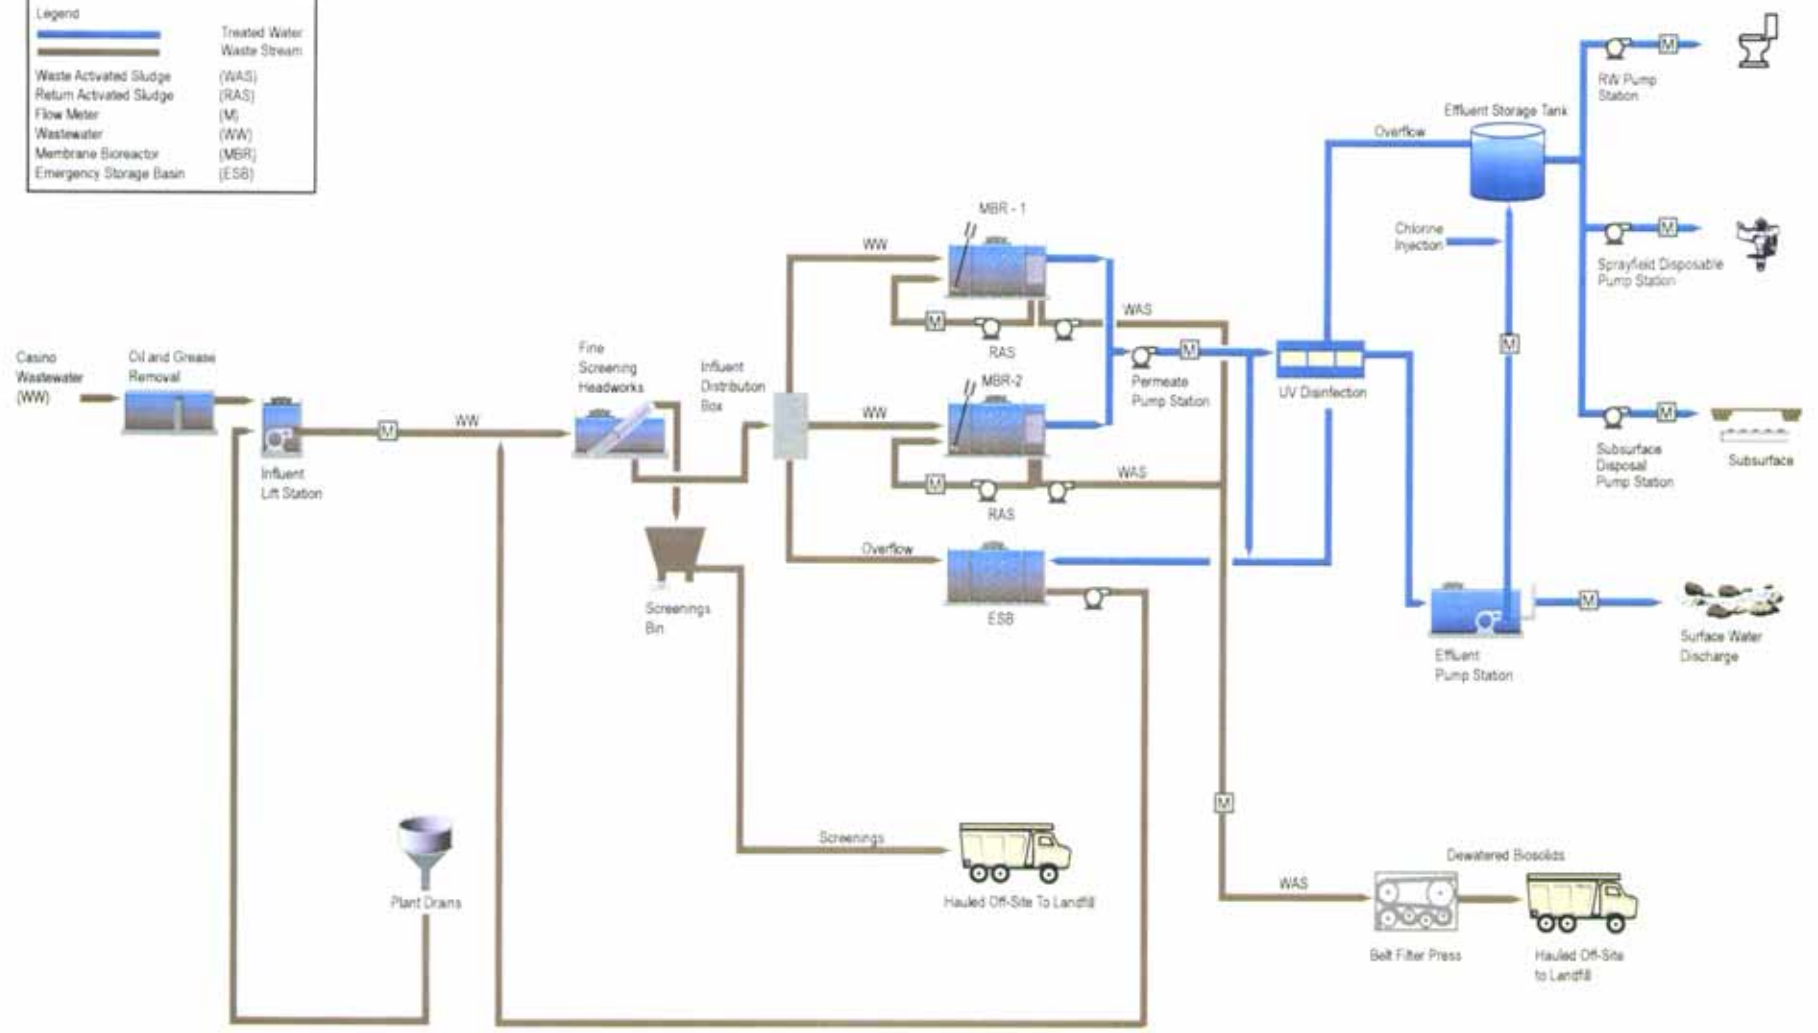 Legend
Treated Water
Waste Stream
Waste Activated Sludge (WAS)
Return Activated Sludge (RAS)
Flow Meter (M)
Wastewater (WW)
Membrane Bioreactor (MBR)
Emergency Storage Basin (ESB)
Casino
Wastewater
(WW)
Oil and Grease
Removal
Influent
Lift Station
M
WW
Fine
Screening
Headworks
Influent
Distribution
Box
Screenings
Bin
WW
MBR - 1
M
RAS
WAS
WW
MBR-2
M
RAS
WAS
Overflow
ESB
Permeate
Pump Station
M
UV Disinfection
Overflow
Effluent Storage Tank
Chlorine
Injection
M
RW Pump
Station
M
Sprayfield Disposable
Pump Station
M
Subsurface
Disposal
Pump Station
M
Subsurface
Effluent
Pump Station
M
Surface Water
Discharge
Plant Drains
Screenings
Hauled Off-Site To Landfill
M
WAS
Belt Filter Press
Dewatered Biosolids
Hauled Off-Site
to Landfill